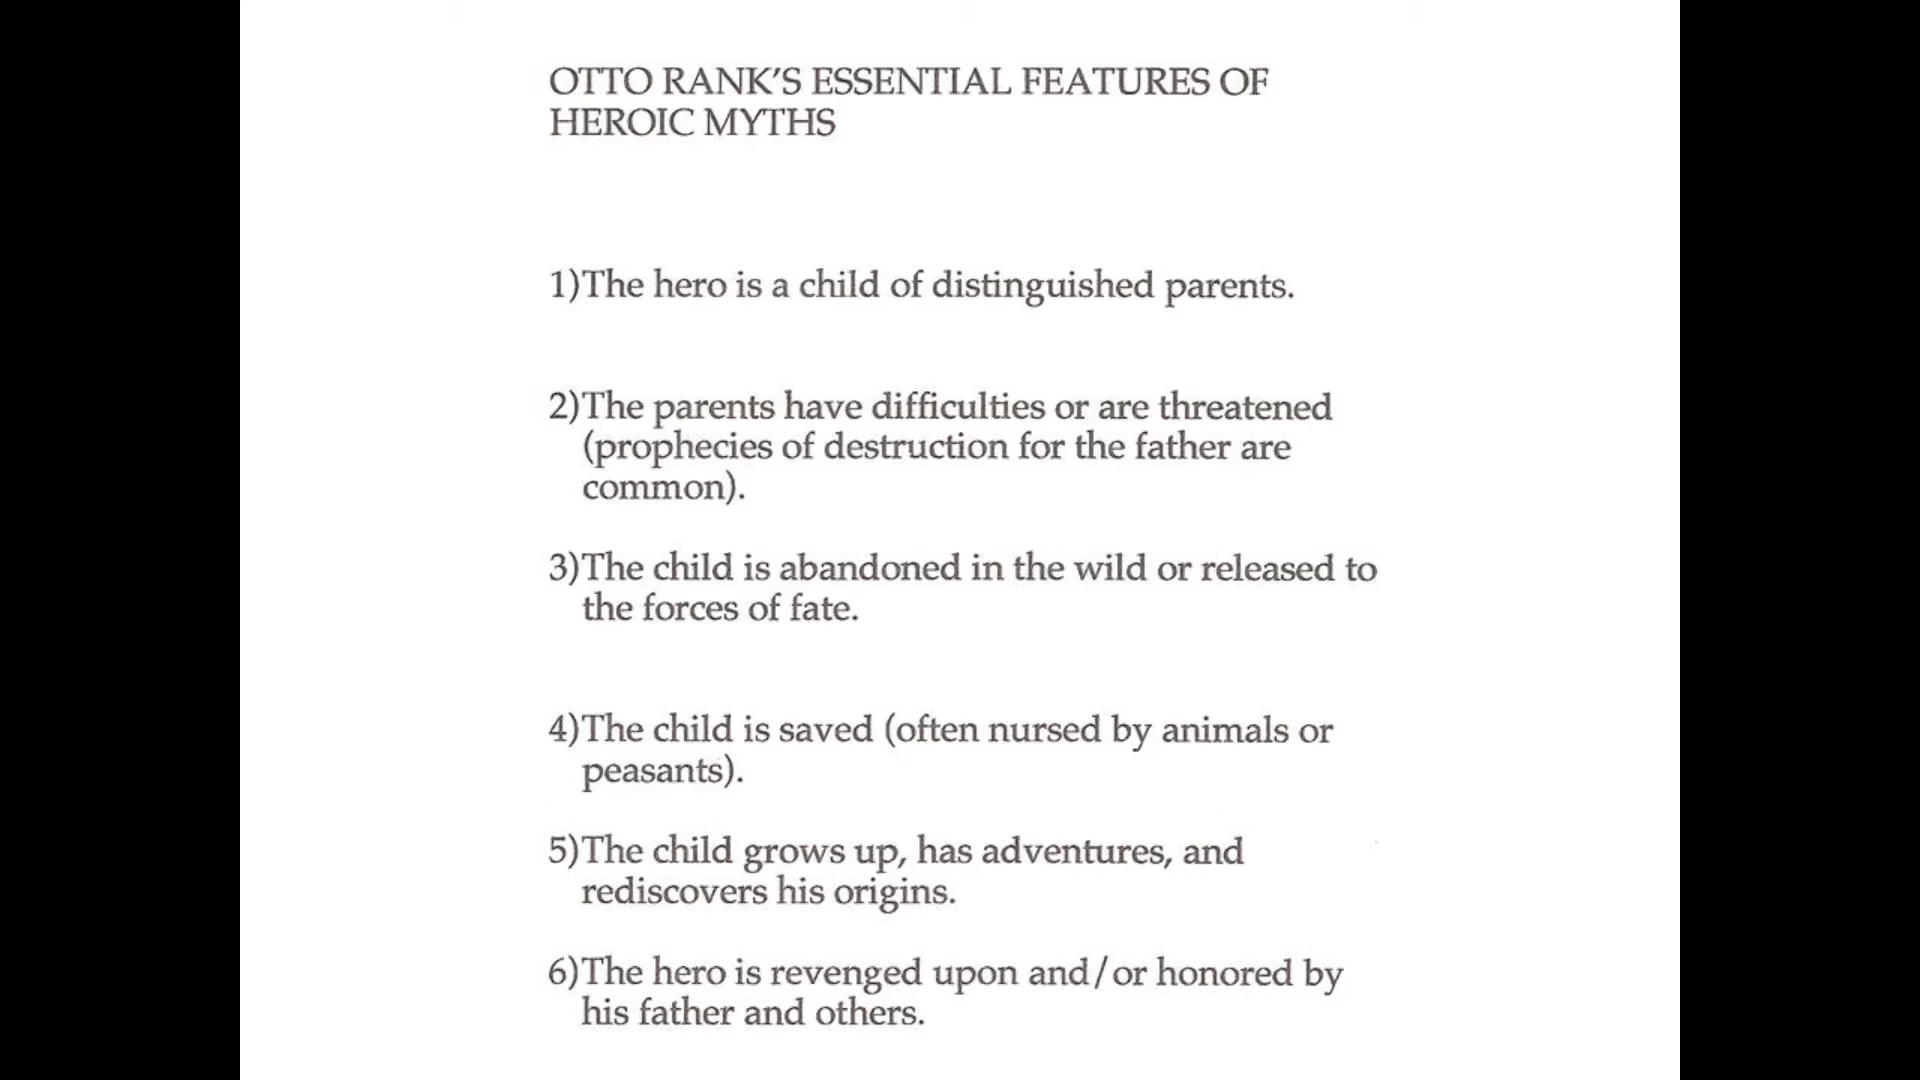 OTTO RANK'S ESSENTIAL FEATURES OF
HEROIC MYTHS
1)The hero is a child of distinguished parents.
2)The parents have difficulties or are threatened
(prophecies of destruction for the father are
common).
3)The child is abandoned in the wild or released to
the forces of fate.
4)The child is saved (often nursed by animals or
peasants).
5)The child grows up, has adventures, and
rediscovers his origins.
6)The hero is revenged upon and/or honored by
his father and others.